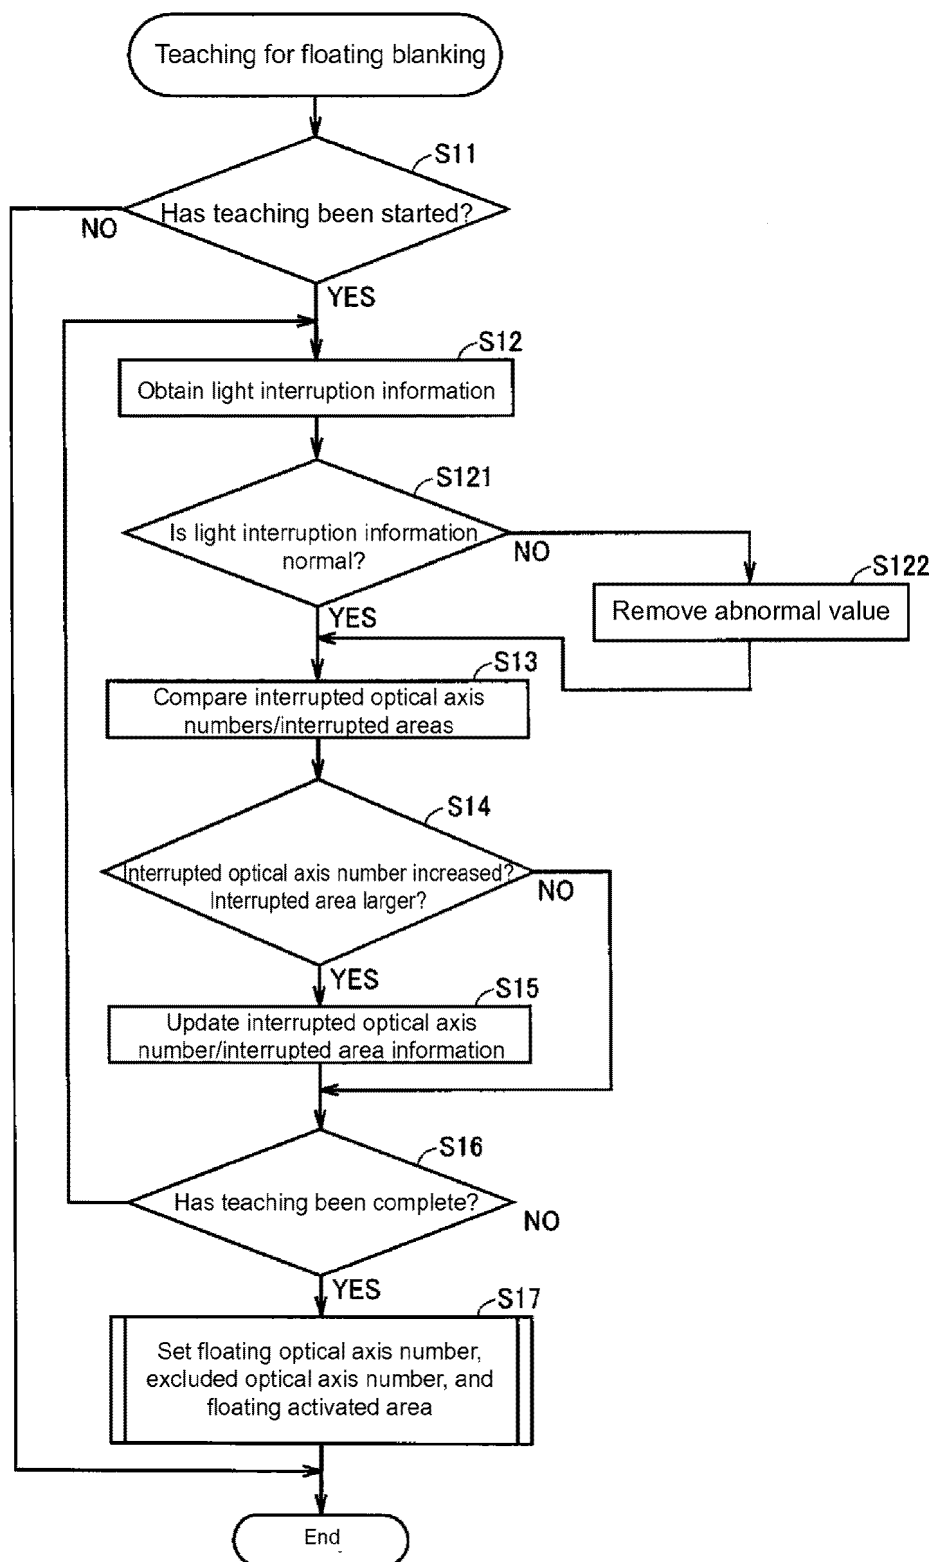 Teaching for floating blanking
S11
Has teaching been started?
NO
YES
S12
Obtain light interruption information
S121
Is light interruption information
normal?
NO
S122
Remove abnormal value
YES
S13
Compare interrupted optical axis
numbers/interrupted areas
S14
Interrupted optical axis number increased?
Interrupted area larger?
NO
YES
S15
Update interrupted optical axis
number/interrupted area information
S16
Has teaching been complete?
NO
YES
S17
Set floating optical axis number,
excluded optical axis number, and
floating activated area
End